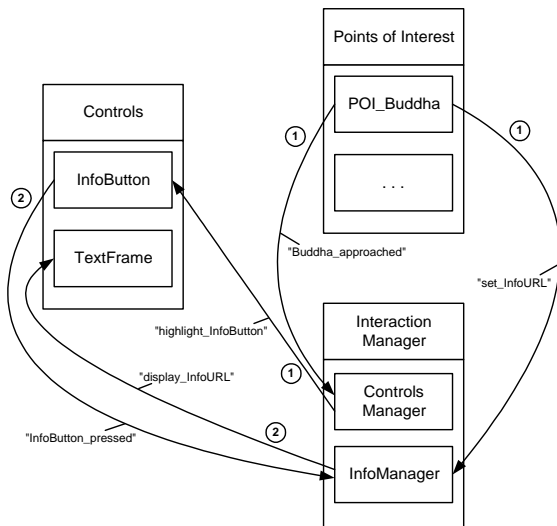 Points of Interest
POI_Buddha
1
1
. . .
Controls
InfoButton
2
TextFrame
"Buddha_approached"
"set_InfoURL"
"highlight_InfoButton"
Interaction
Manager
"display_InfoURL"
1
Controls
Manager
2
"InfoButton_pressed"
InfoManager